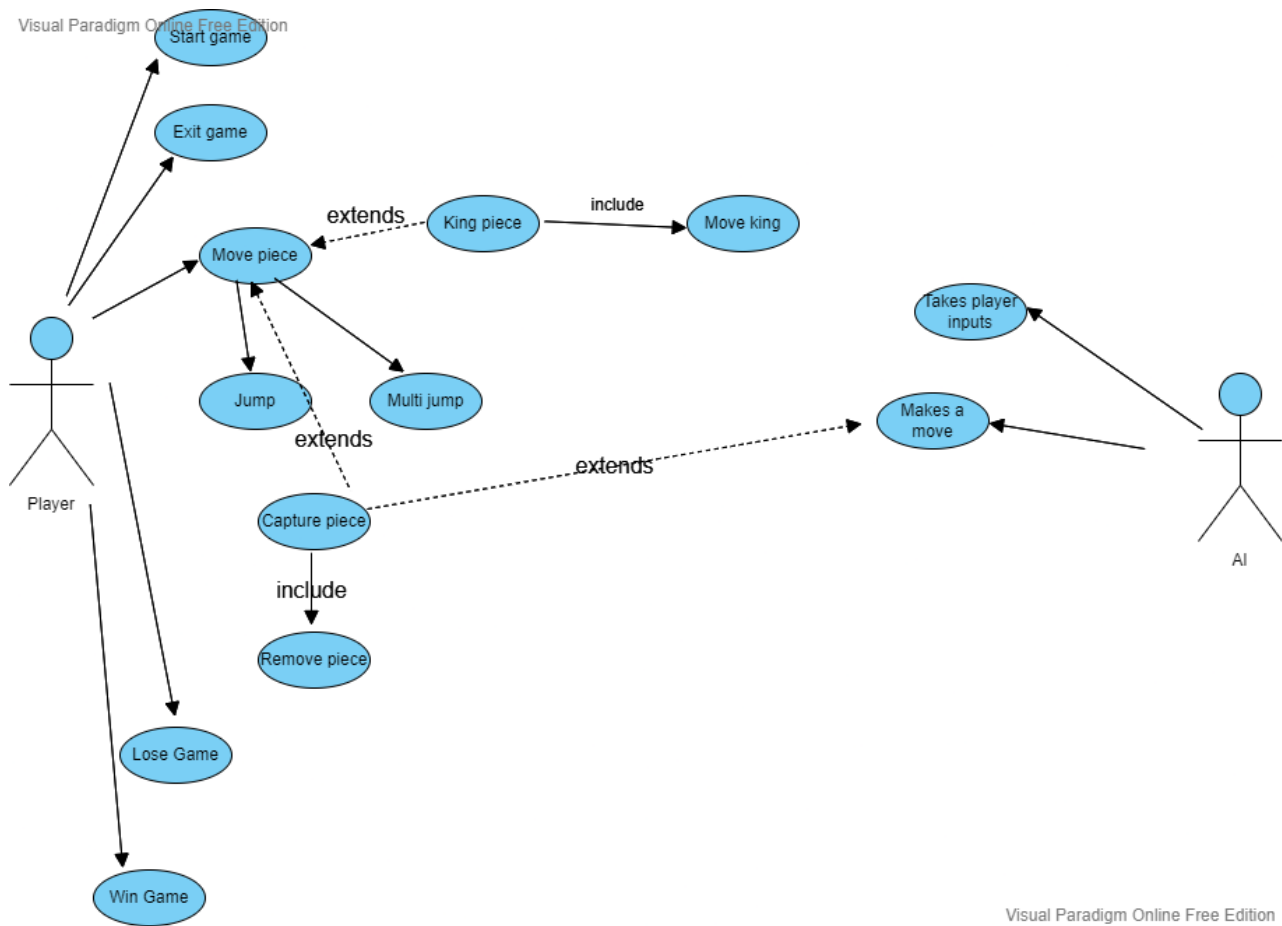 Visual Paradigm Online Free Edition
Start game
Exit game
extends
King piece
include
Move king
Move piece
Takes player
inputs
Jump
Multi jump
Makes a
move
extends
extends
Player
Capture piece
AI
include
Remove piece
Lose Game
Win Game
Visual Paradigm Online Free Edition